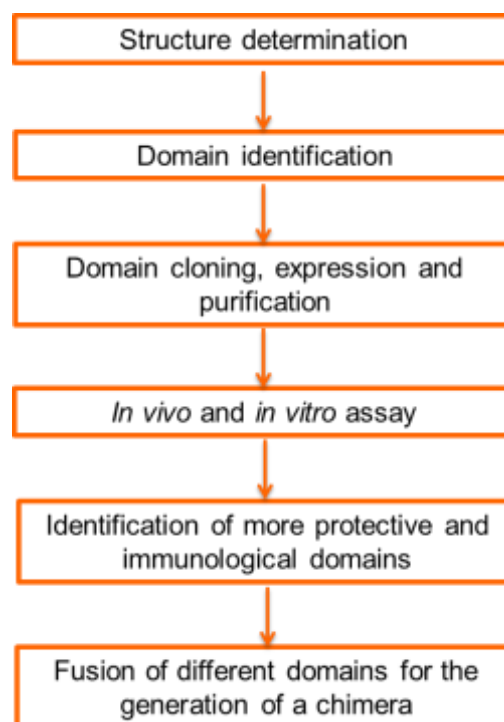 Structure determination
Domain identification
Domain cloning, expression and
purification
In vivo and in vitro assay
Identification of more protective and
immunological domains
Fusion of different domains for the
generation of a chimera